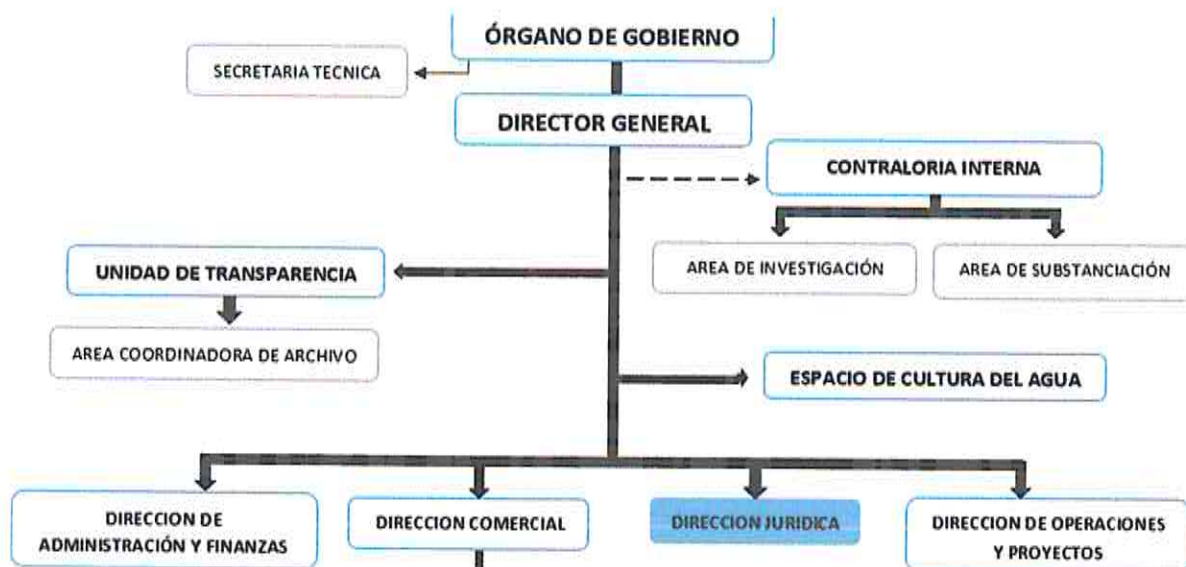 ÓRGANO DE GOBIERNO
SECRETARIA TECNICA
DIRECTOR GENERAL
CONTRALORIA INTERNA
AREA DE INVESTIGACIÓN
AREA DE SUBSTANCIACIÓN
UNIDAD DE TRANSPARENCIA
AREA COORDINADORA DE ARCHIVO
ESPACIO DE CULTURA DEL AGUA
DIRECCION DE
ADMINISTRACIÓN Y FINANZAS
DIRECCION COMERCIAL
DIRECCION JURIDICA
DIRECCION DE OPERACIONES
Y PROYECTOS